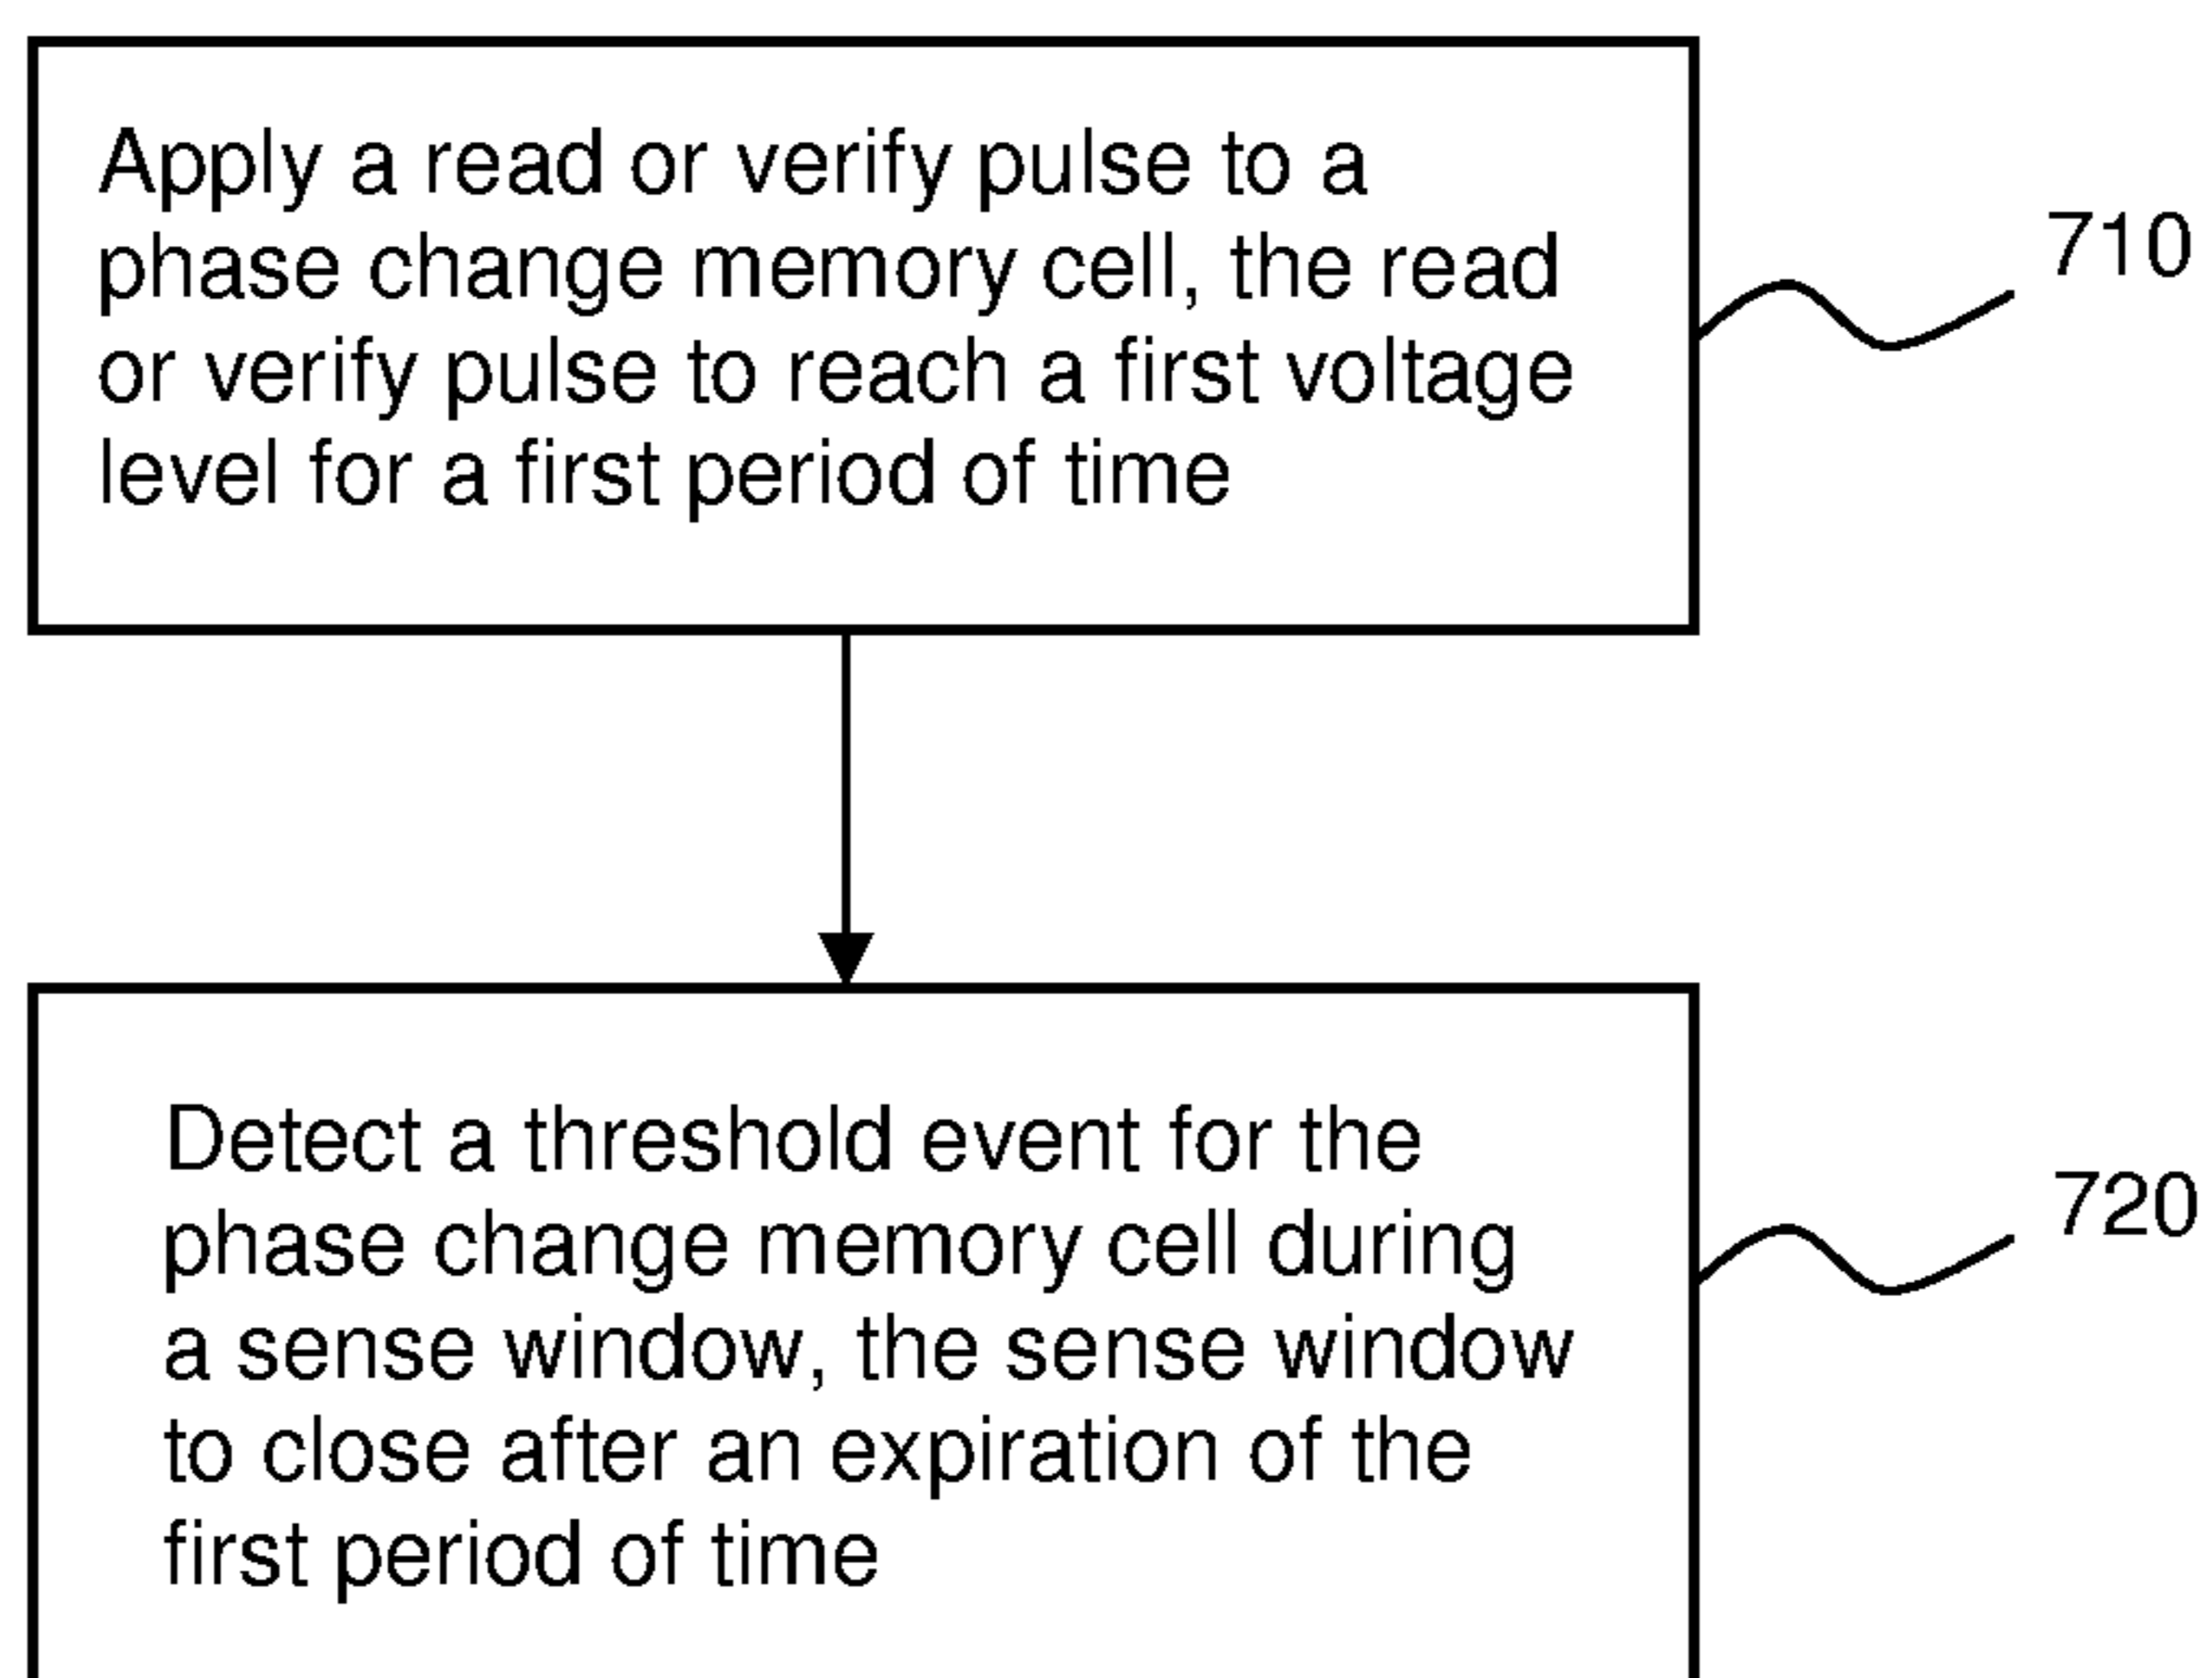 Apply a read or verify pulse to a
phase change memory cell, the read
or verify pulse to reach a first voltage
level for a first period of time
710
Detect a threshold event for the
phase change memory cell during
a sense window, the sense window
to close after an expiration of the
first period of time
720